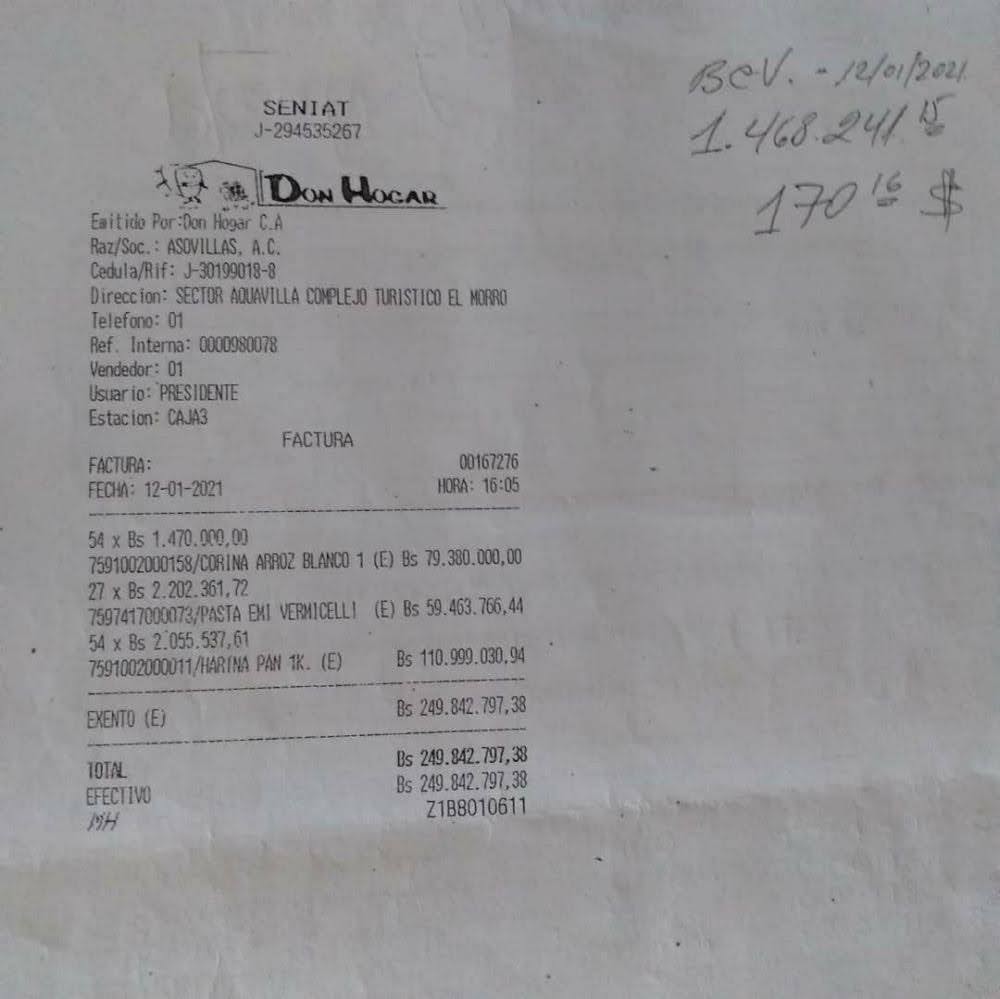 SENIAT
J-294535267
DON HOGAR
Emitido Por:Don Hogar C.A
Raz/Soc.: ASOVILLAS, A.C.
Cedula/Rif: J-30199018-8
Direccion: SECTOR AQUAVILLA COMPLEJO TURISTICO EL MORRO
Telefono: 01
Ref. Interna: 0000980078
Vendedor: 01
Usuario: PRESIDENTE
Estacion: CAJA3
FACTURA
FACTURA: 00167276
FECHA: 12-01-2021 HORA: 16:05
54 x Bs 1.470.000,00
7591002000158/CORINA ARROZ BLANCO 1 (E) Bs 79.380.000,00
27 x Bs 2.202.361,72
7597417000073/PASTA EMI VERMICELLI (E) Bs 59.463.766,44
54 x Bs 2.055.537,61
7591002000011/HARINA PAN 1K. (E) Bs 110.999.030,94
EXENTO (E) Bs 249.842.797,38
TOTAL Bs 249.842.797,38
EFECTIVO Bs 249.842.797,38
MH Z1B8010611
BCV. - 12/01/2021
1.468.241 15
170 16 $